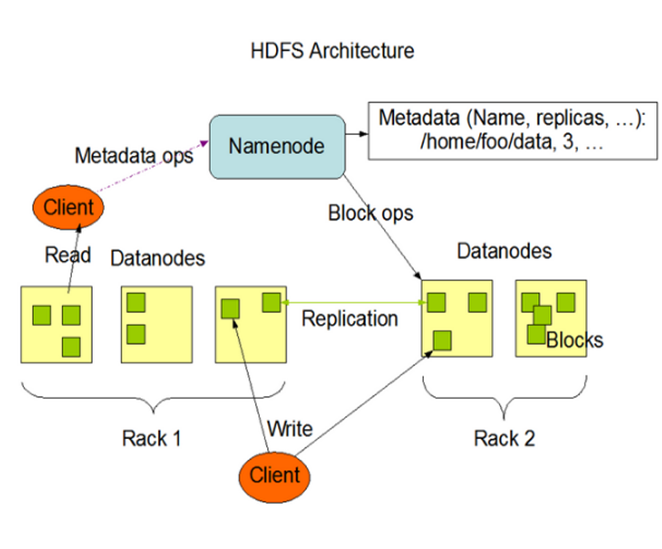 HDFS Architecture
Metadata (Name, replicas, ...):
/home/foo/data, 3, ...
Namenode
Metadata ops
Client
Block ops
Read
Datanodes
Datanodes
Replication
Blocks
Rack 1
Write
Rack 2
Client